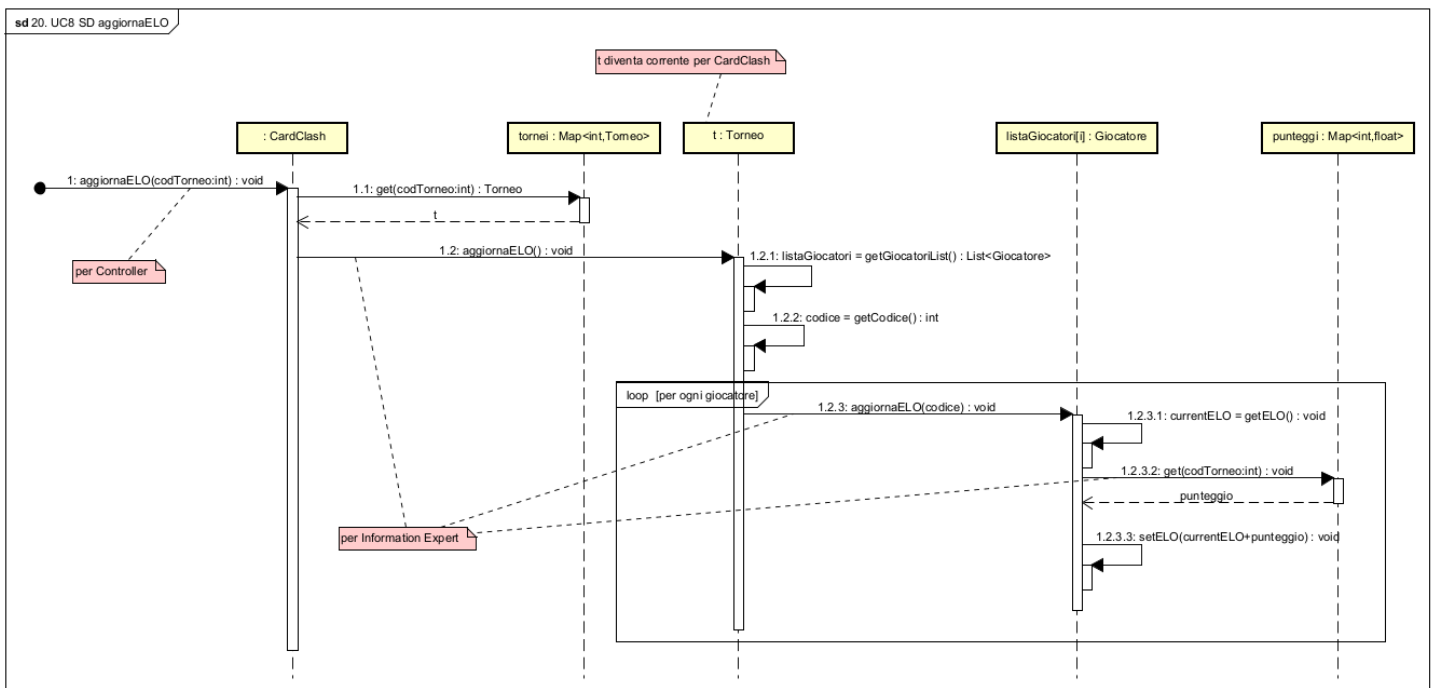 sd 20. UC8 SD aggiornaELO
t diventa corrente per CardClash
: CardClash
tornei : Map<int,Torneo>
t : Torneo
listaGiocatori[i] : Giocatore
punteggi : Map<int,float>
1: aggiornaELO(codTorneo:int) : void
1.1: get(codTorneo:int) : Torneo
t
per Controller
1.2: aggiornaELO() : void
1.2.1: listaGiocatori = getGiocatoriList() : List<Giocatore>
1.2.2: codice = getCodice() : int
loop [per ogni giocatore]
1.2.3: aggiornaELO(codice) : void
1.2.3.1: currentELO = getELO() : void
1.2.3.2: get(codTorneo:int) : void
punteggio
per Information Expert
1.2.3.3: setELO(currentELO+punteggio) : void